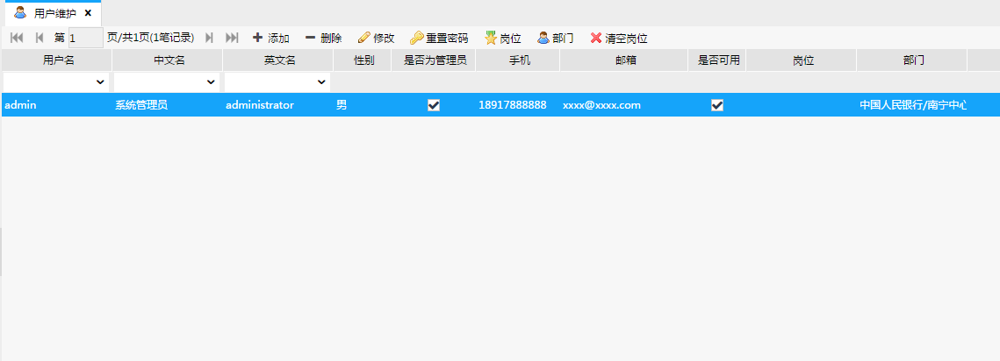 用户维护
第 1 页/共1页(1笔记录) 添加 删除 修改 重置密码 岗位 部门 清空岗位
用户名 中文名 英文名 性别 是否为管理员 手机 邮箱 是否可用 岗位 部门
admin 系统管理员 administrator 男 18917888888 xxxx@xxxx.com 中国人民银行/南宁中心